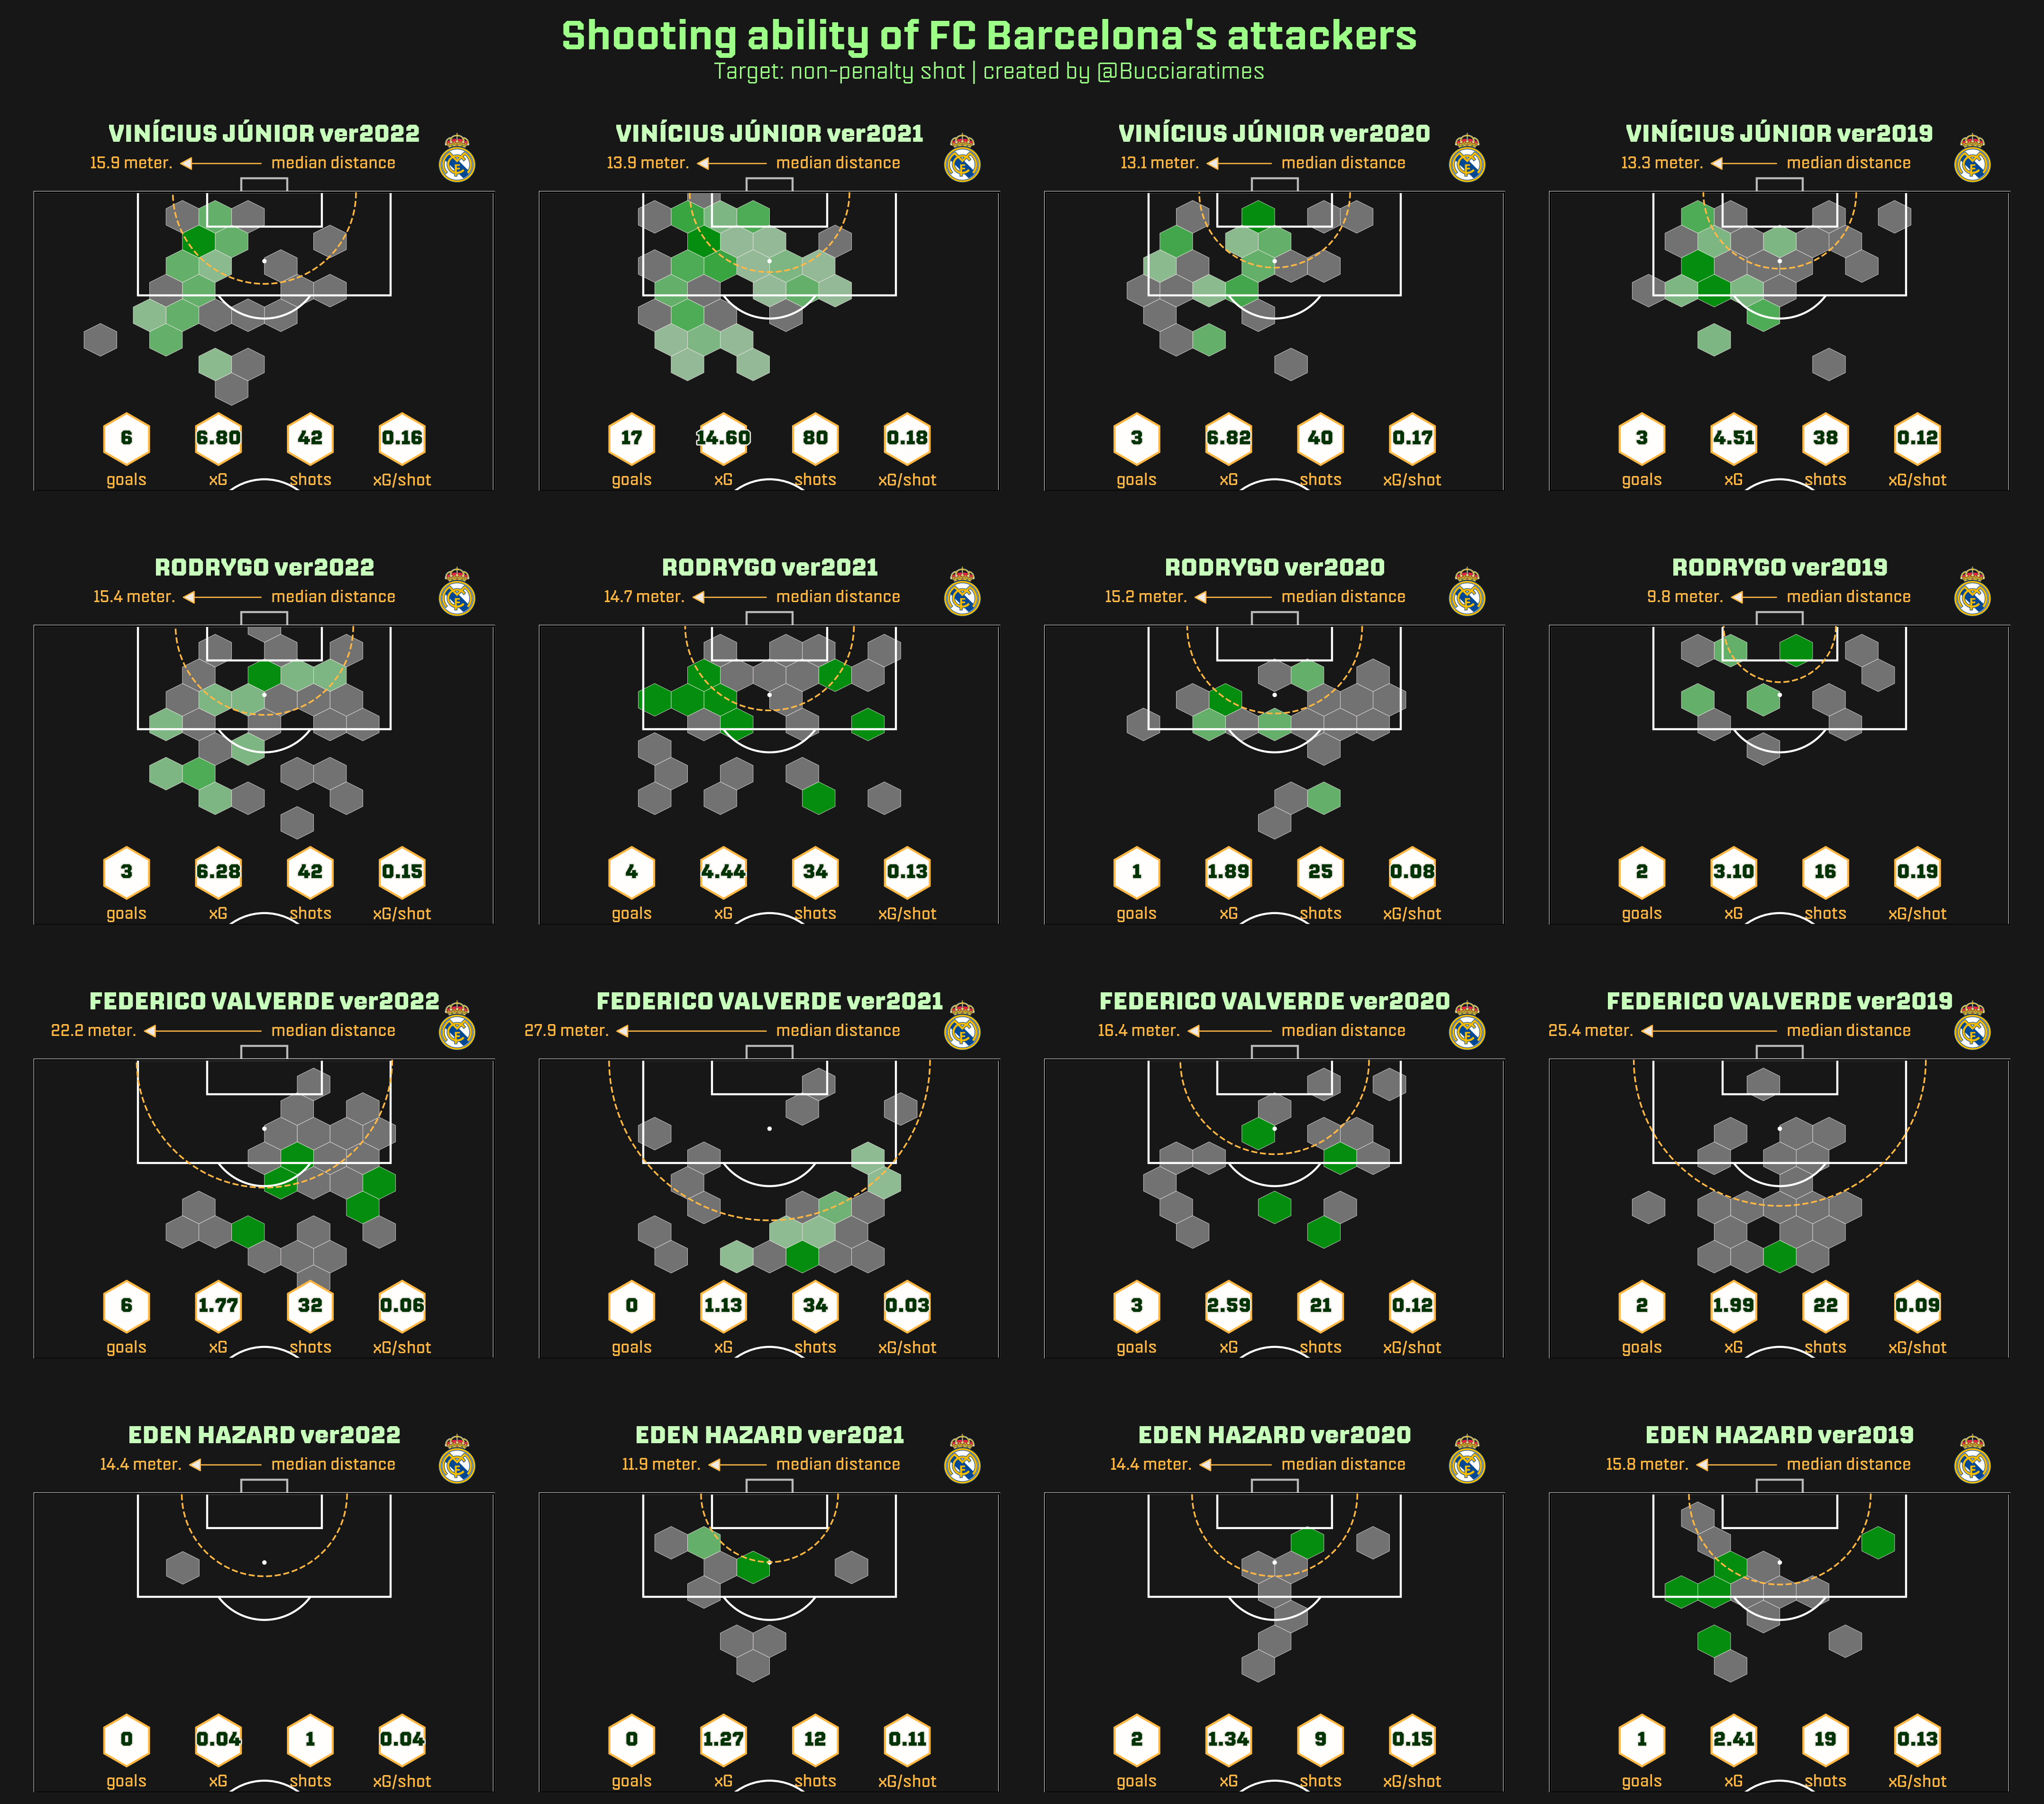 Shooting ability of FC Barcelona's attackers
Target: non-penalty shot | created by @Bucciaratimes
VINÍCIUS JÚNIOR ver2022
15.9 meter. median distance
6 6.80 42 0.16
goals xG shots xG/shot
VINÍCIUS JÚNIOR ver2021
13.9 meter. median distance
17 14.60 80 0.18
goals xG shots xG/shot
VINÍCIUS JÚNIOR ver2020
13.1 meter. median distance
3 6.82 40 0.17
goals xG shots xG/shot
VINÍCIUS JÚNIOR ver2019
13.3 meter. median distance
3 4.51 38 0.12
goals xG shots xG/shot
RODRYGO ver2022
15.4 meter. median distance
3 6.28 42 0.15
goals xG shots xG/shot
RODRYGO ver2021
14.7 meter. median distance
4 4.44 34 0.13
goals xG shots xG/shot
RODRYGO ver2020
15.2 meter. median distance
1 1.89 25 0.08
goals xG shots xG/shot
RODRYGO ver2019
9.8 meter. median distance
2 3.10 16 0.19
goals xG shots xG/shot
FEDERICO VALVERDE ver2022
22.2 meter. median distance
6 1.77 32 0.06
goals xG shots xG/shot
FEDERICO VALVERDE ver2021
27.9 meter. median distance
0 1.13 34 0.03
goals xG shots xG/shot
FEDERICO VALVERDE ver2020
16.4 meter. median distance
3 2.59 21 0.12
goals xG shots xG/shot
FEDERICO VALVERDE ver2019
25.4 meter. median distance
2 1.99 22 0.09
goals xG shots xG/shot
EDEN HAZARD ver2022
14.4 meter. median distance
0 0.04 1 0.04
goals xG shots xG/shot
EDEN HAZARD ver2021
11.9 meter. median distance
0 1.27 12 0.11
goals xG shots xG/shot
EDEN HAZARD ver2020
14.4 meter. median distance
2 1.34 9 0.15
goals xG shots xG/shot
EDEN HAZARD ver2019
15.8 meter. median distance
1 2.41 19 0.13
goals xG shots xG/shot